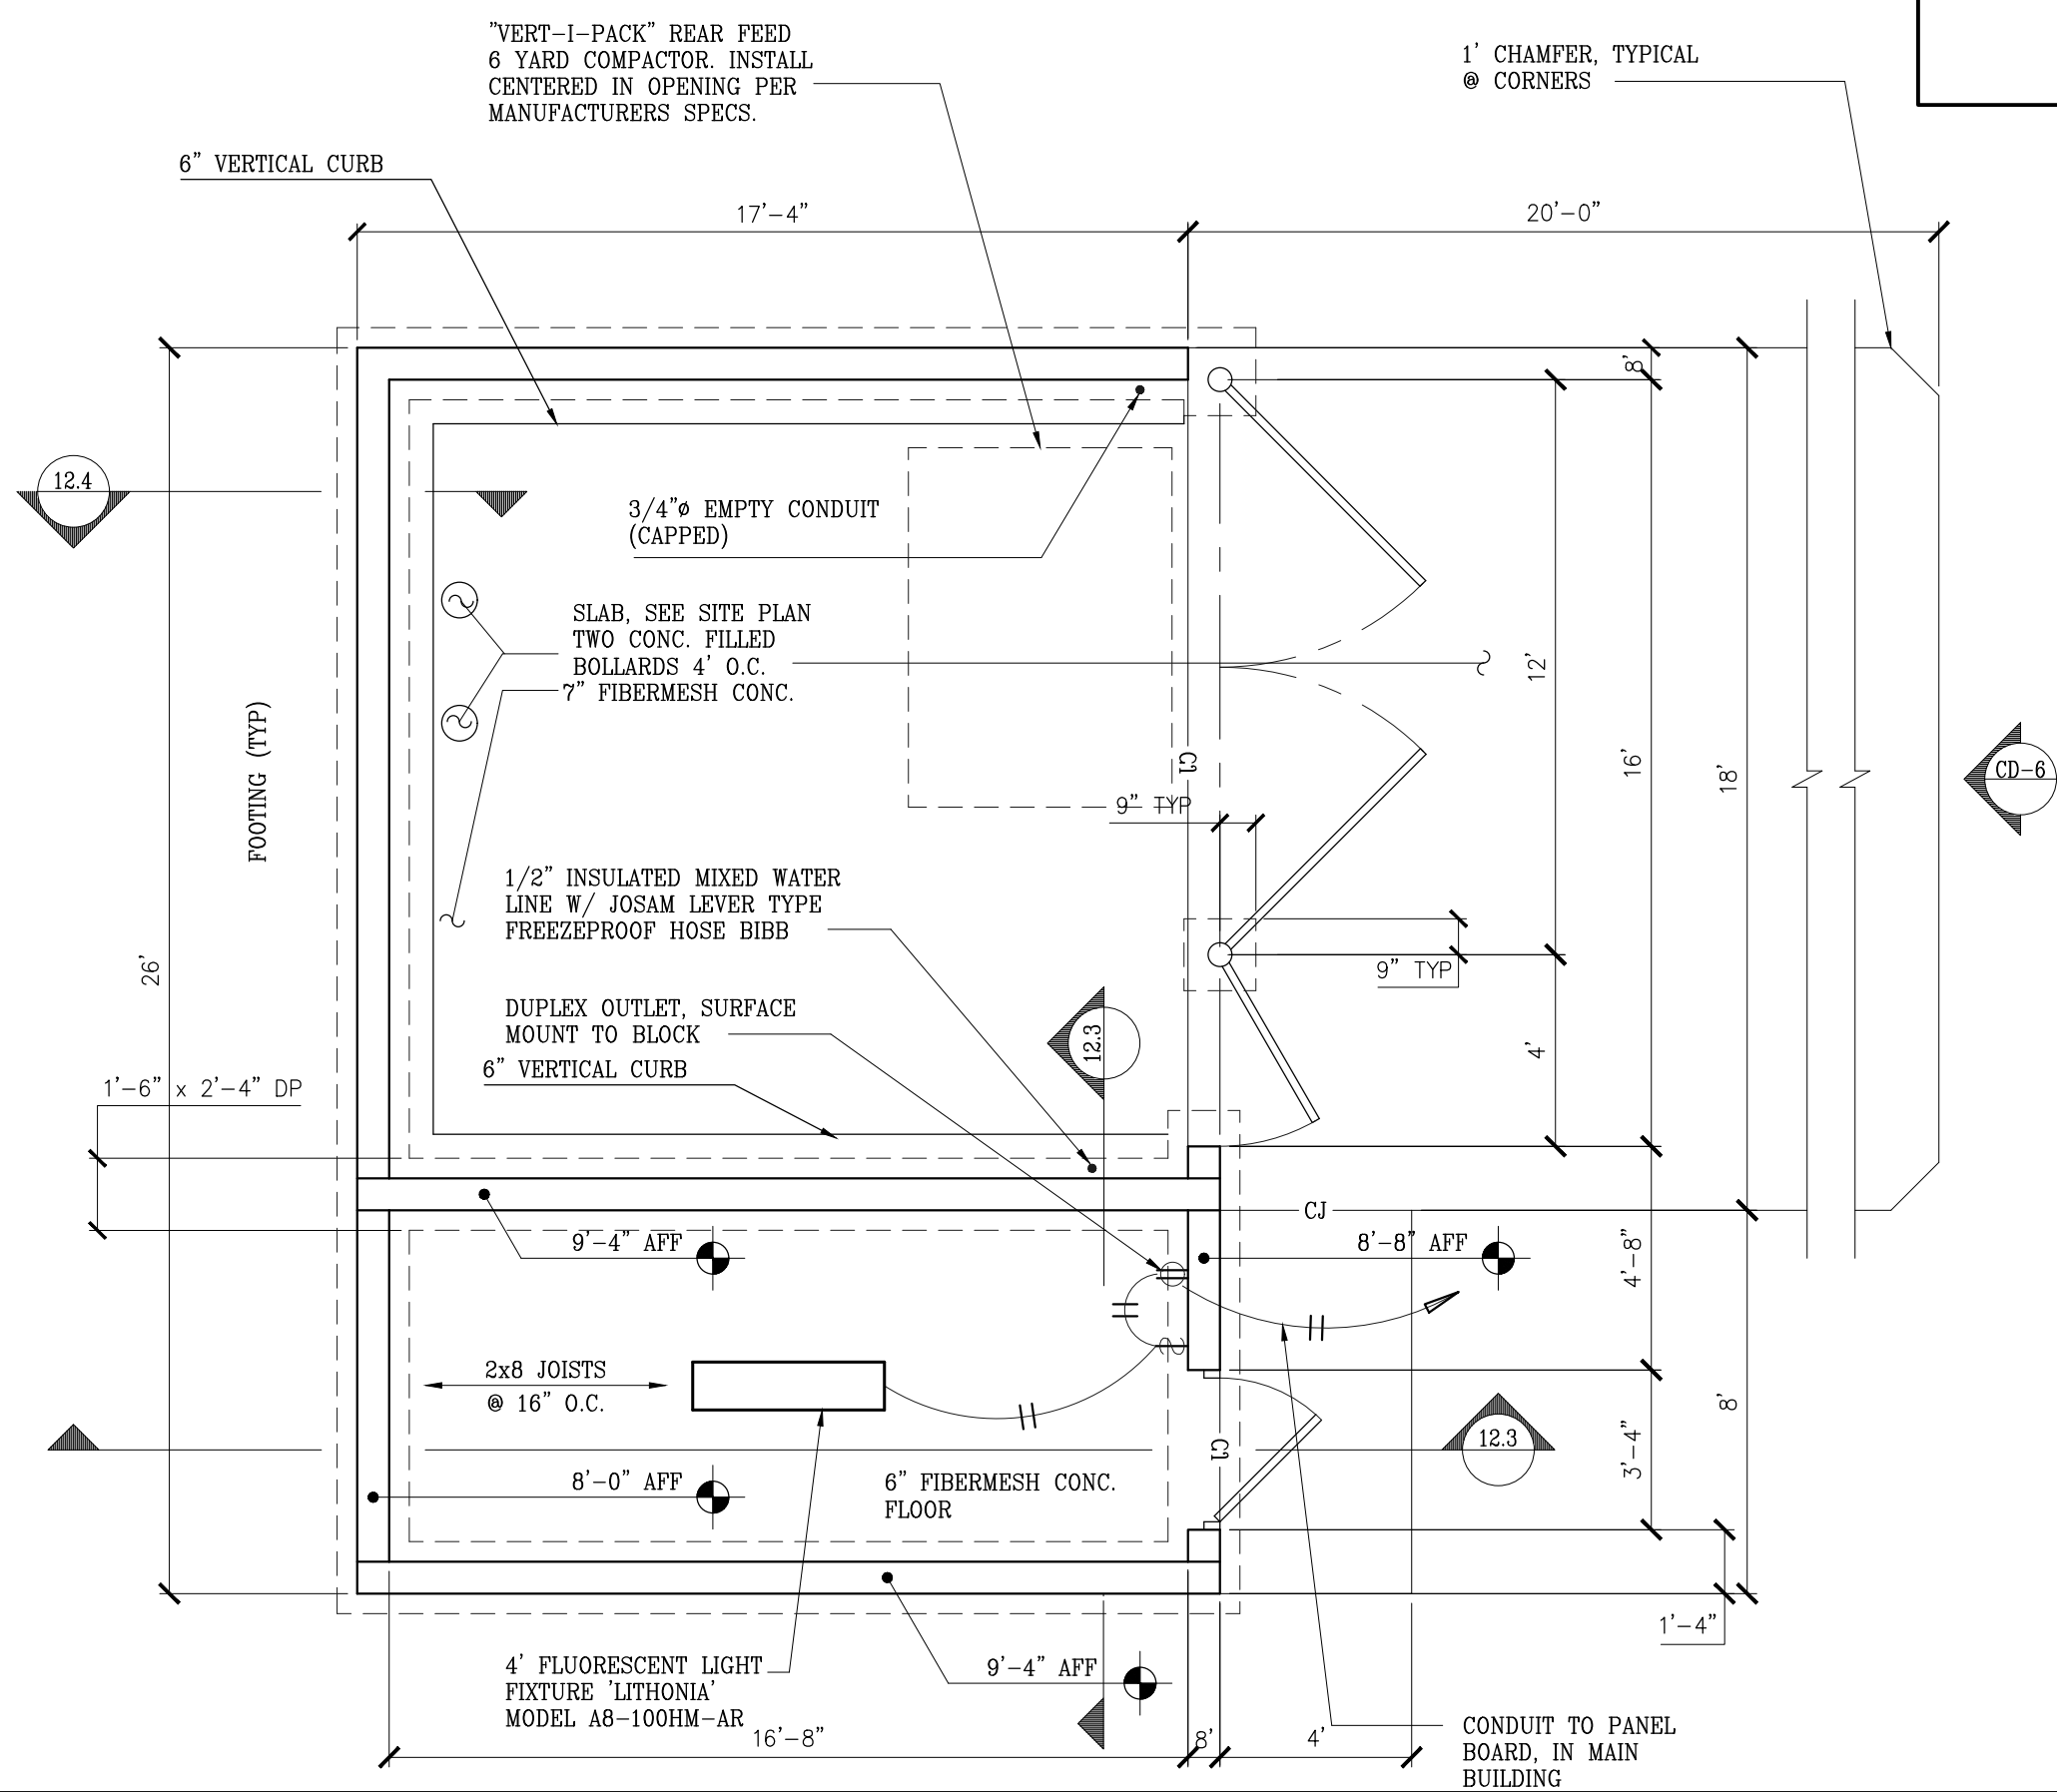 "VERT-I-PACK" REAR FEED
6 YARD COMPACTOR. INSTALL
CENTERED IN OPENING PER
MANUFACTURERS SPECS.
1' CHAMFER, TYPICAL
@ CORNERS
6" VERTICAL CURB
17'-4"
20'-0"
8'
12.4
3/4"ø EMPTY CONDUIT
(CAPPED)
SLAB, SEE SITE PLAN
TWO CONC. FILLED
BOLLARDS 4' O.C.
7" FIBERMESH CONC.
12'
16'
18'
CJ
CD-6
FOOTING (TYP)
9" TYP
1/2" INSULATED MIXED WATER
LINE W/ JOSAM LEVER TYPE
FREEZEPROOF HOSE BIBB
26'
9" TYP
DUPLEX OUTLET, SURFACE
MOUNT TO BLOCK
12.3
4'
6" VERTICAL CURB
1'-6" x 2'-4" DP
CJ
9'-4" AFF
8'-8" AFF
4'-8"
2x8 JOISTS
@ 16" O.C.
8'
CJ
12.3
3'-4"
8'-0" AFF
6" FIBERMESH CONC.
FLOOR
1'-4"
4' FLUORESCENT LIGHT
FIXTURE 'LITHONIA'
MODEL A8-100HM-AR
9'-4" AFF
16'-8"
8'
4'
CONDUIT TO PANEL
BOARD, IN MAIN
BUILDING